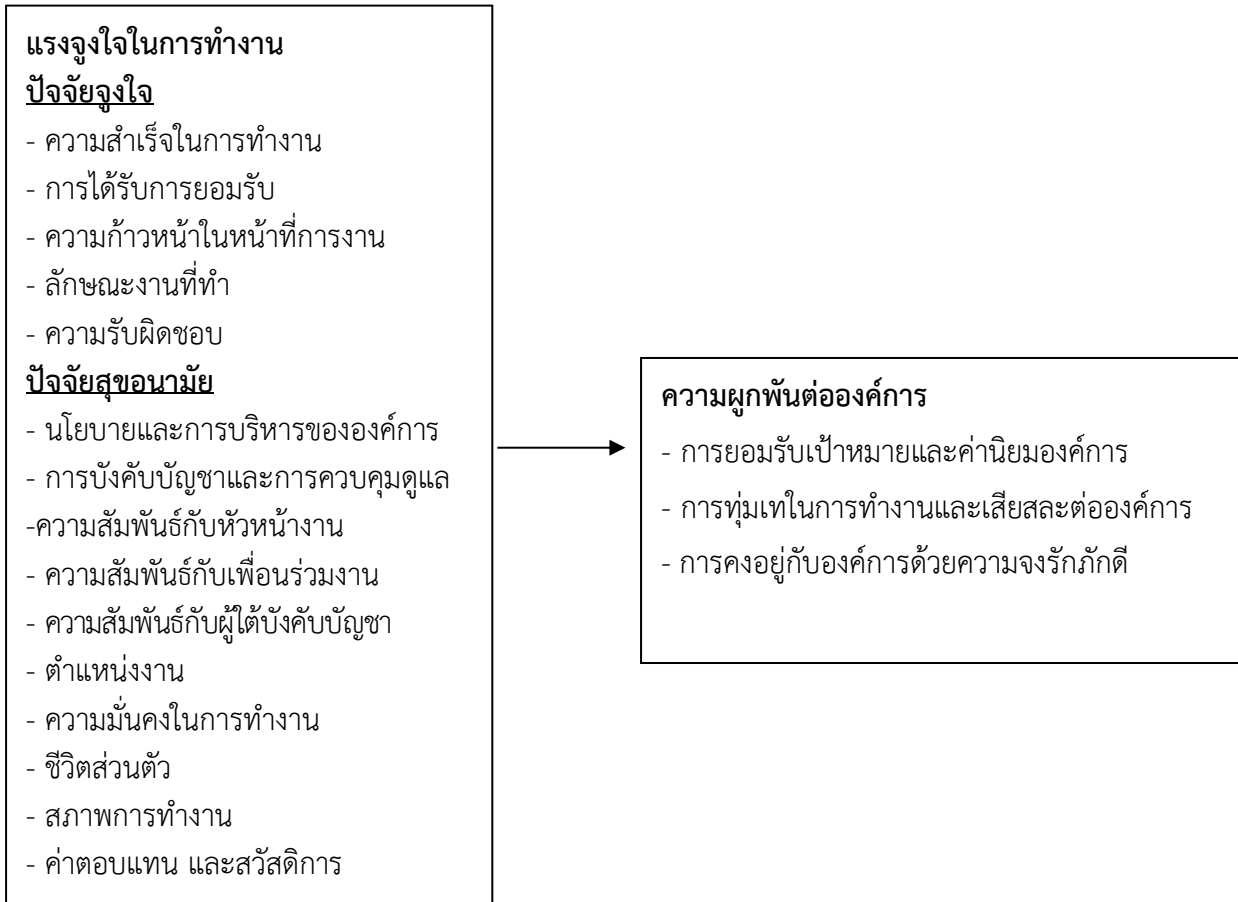 แรงจูงใจในการทำงาน
ปัจจัยจูงใจ
- ความสำเร็จในการทำงาน
- การได้รับการยอมรับ
- ความก้าวหน้าในหน้าที่การงาน
- ลักษณะงานที่ทำ
- ความรับผิดชอบ
ปัจจัยสุขอนามัย
- นโยบายและการบริหารขององค์การ
- การบังคับบัญชาและการควบคุมดูแล
-ความสัมพันธ์กับหัวหน้างาน
- ความสัมพันธ์กับเพื่อนร่วมงาน
- ความสัมพันธ์กับผู้ใต้บังคับบัญชา
- ตำแหน่งงาน
- ความมั่นคงในการทำงาน
- ชีวิตส่วนตัว
- สภาพการทำงาน
- ค่าตอบแทน และสวัสดิการ
ความผูกพันต่อองค์การ
- การยอมรับเป้าหมายและค่านิยมองค์การ
- การทุ่มเทในการทำงานและเสียสละต่อองค์การ
- การคงอยู่กับองค์การด้วยความจงรักภักดี